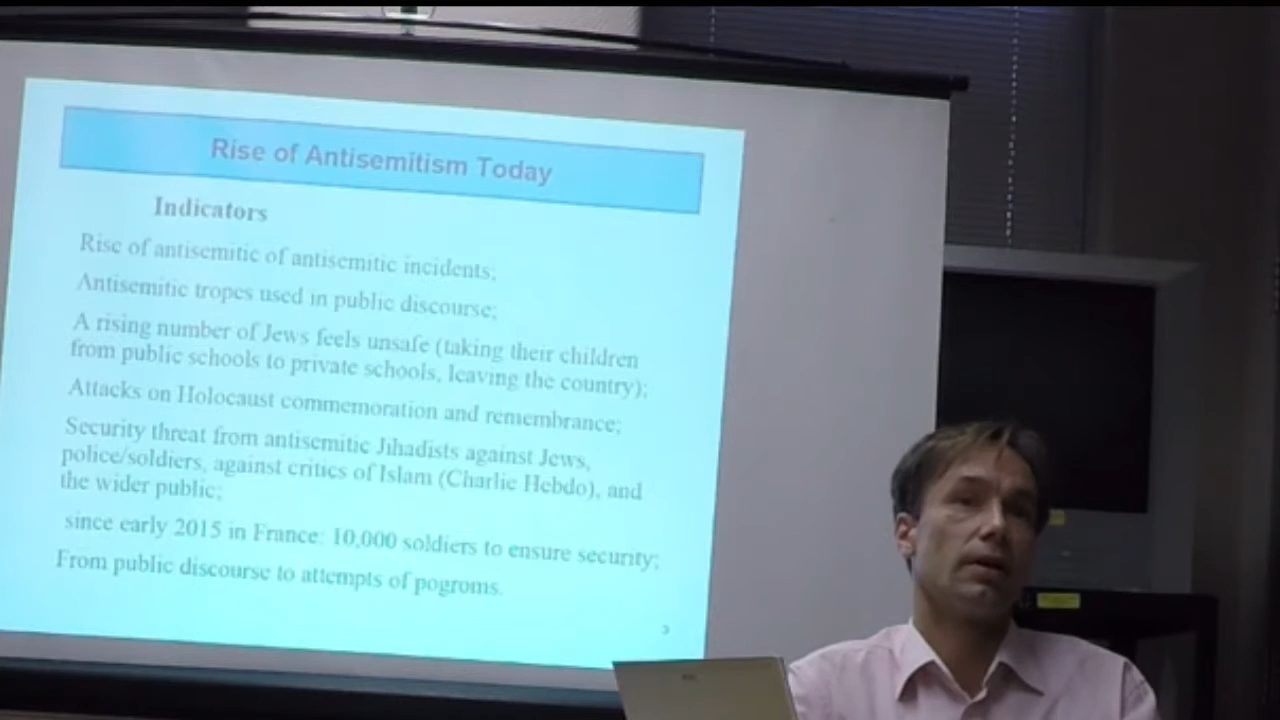 Rise of Antisemitism Today
Indicators
Rise of antisemitic of antisemitic incidents;
Antisemitic tropes used in public discourse;
A rising number of Jews feels unsafe (taking their children
from public schools to private schools, leaving the country);
Attacks on Holocaust commemoration and remembrance;
Security threat from antisemitic Jihadists against Jews,
police/soldiers, against critics of Islam (Charlie Hebdo), and
the wider public;
since early 2015 in France: 10,000 soldiers to ensure security;
From public discourse to attempts of pogroms.
3